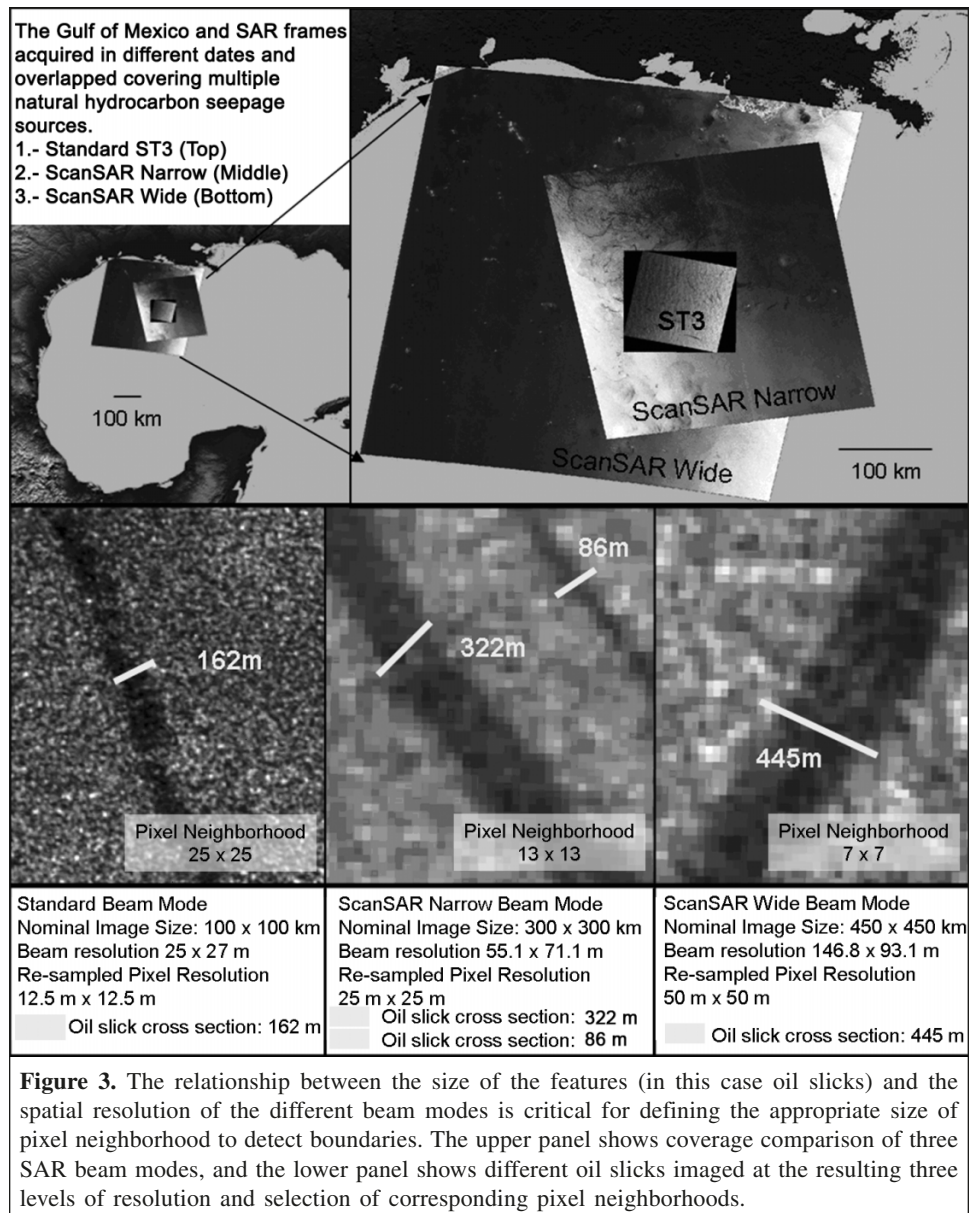 The Gulf of Mexico and SAR frames
acquired in different dates and
overlapped covering multiple
natural hydrocarbon seepage
sources.
1.- Standard ST3 (Top)
2.- ScanSAR Narrow (Middle)
3.- ScanSAR Wide (Bottom)
100 km
ST3
ScanSAR Narrow
ScanSAR Wide
100 km
162m
Pixel Neighborhood
25 x 25
86m
322m
Pixel Neighborhood
13 x 13
445m
Pixel Neighborhood
7 x 7
Standard Beam Mode
Nominal Image Size: 100 x 100 km
Beam resolution 25 x 27 m
Re-sampled Pixel Resolution
12.5 m x 12.5 m
Oil slick cross section: 162 m
ScanSAR Narrow Beam Mode
Nominal Image Size: 300 x 300 km
Beam resolution 55.1 x 71.1 m
Re-sampled Pixel Resolution
25 m x 25 m
Oil slick cross section: 322 m
Oil slick cross section: 86 m
ScanSAR Wide Beam Mode
Nominal Image Size: 450 x 450 km
Beam resolution 146.8 x 93.1 m
Re-sampled Pixel Resolution
50 m x 50 m
Oil slick cross section: 445 m
Figure 3. The relationship between the size of the features (in this case oil slicks) and the
spatial resolution of the different beam modes is critical for defining the appropriate size of
pixel neighborhood to detect boundaries. The upper panel shows coverage comparison of three
SAR beam modes, and the lower panel shows different oil slicks imaged at the resulting three
levels of resolution and selection of corresponding pixel neighborhoods.